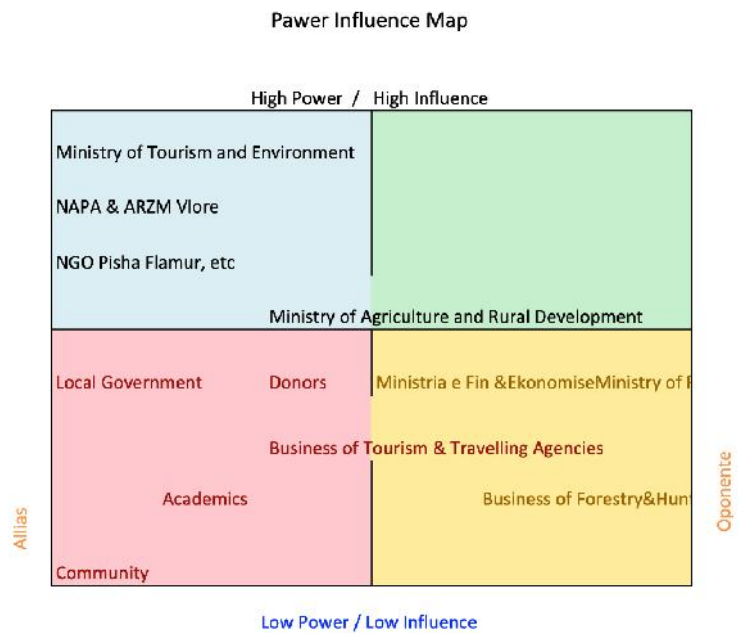 Pawer Influence Map
High Power / High Influence
Ministry of Tourism and Environment
NAPA & ARZM Vlore
NGO Pisha Flamur, etc
Ministry of Agriculture and Rural Development
Local Government Donors Ministria e Fin &EkonomiseMinistry of
Business of Tourism & Travelling Agencies
Academics Business of Forestry&Hun
Community
Allias
Oponente
Low Power / Low Influence